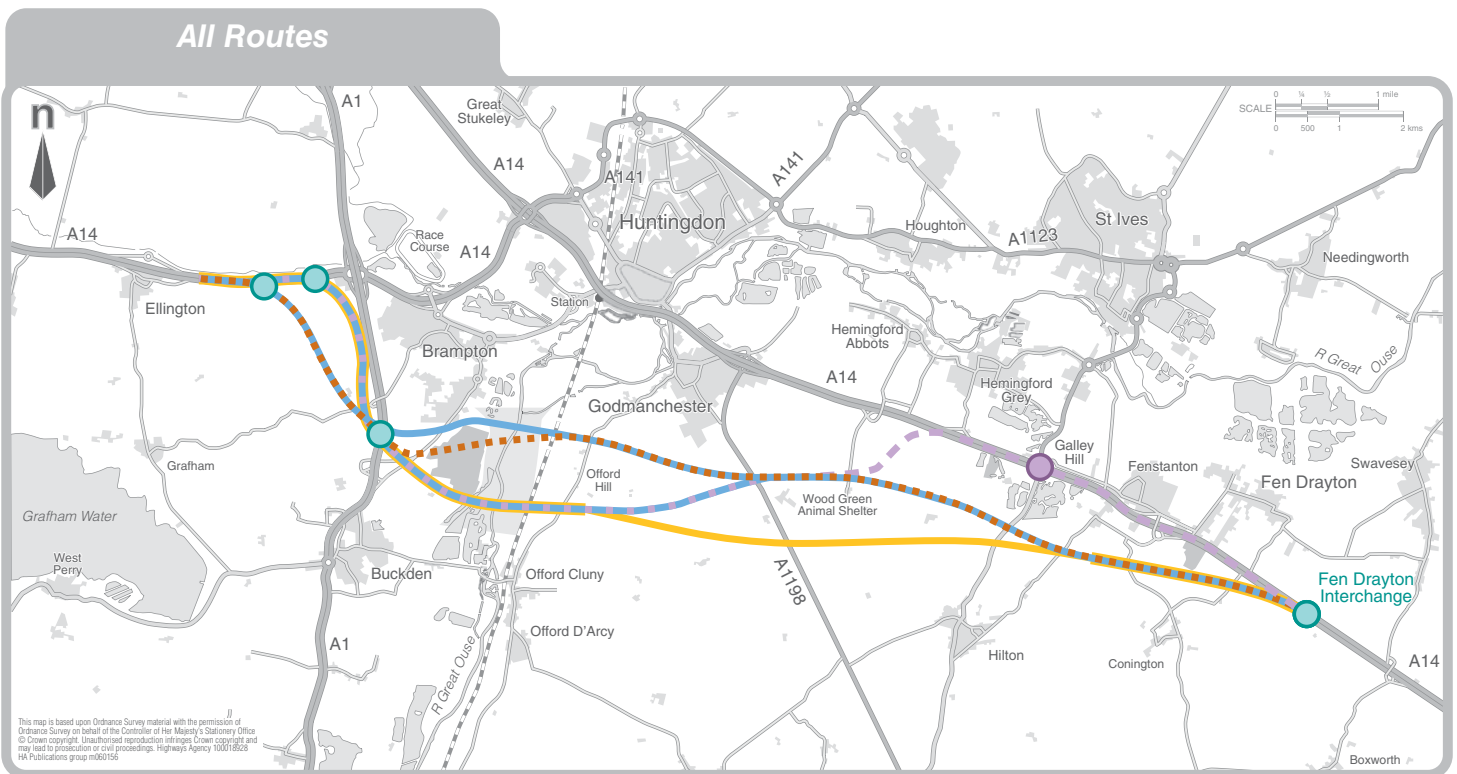 All Routes
n
A1
Great
Stukeley
A14
A141
A141
SCALE
0 ¼ ½ 1 mile
0 500 1 2 kms
Huntingdon
Houghton
St Ives
A1123
Needingworth
A14
Race
Course
A14
Ellington
Station
Brampton
Hemingford
Abbots
R Great Ouse
A14
Hemingford
Grey
Godmanchester
Galley
Hill
Grafham
Offord
Hill
Fenstanton
Swavesey
Fen Drayton
Wood Green
Animal Shelter
Grafham Water
West
Perry
Buckden
Offord Cluny
A1198
Fen Drayton
Interchange
Offord D'Arcy
A1
R Great Ouse
Hilton
Conington
A14
Boxworth
This map is based upon Ordnance Survey material with the permission of
Ordnance Survey on behalf of the Controller of Her Majesty's Stationery Office
© Crown copyright. Unauthorised reproduction infringes Crown copyright and
may lead to prosecution or civil proceedings. Highways Agency 100018928
HA Publications group m060156